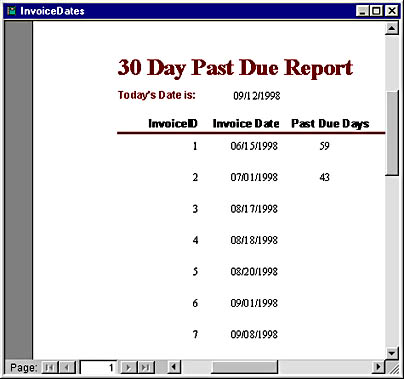 InvoiceDates
30 Day Past Due Report
Today's Date is: 09/12/1998
InvoiceID Invoice Date Past Due Days
1 06/15/1998 59
2 07/01/1998 43
3 08/17/1998
4 08/18/1998
5 08/20/1998
6 09/01/1998
7 09/08/1998
Page: 1